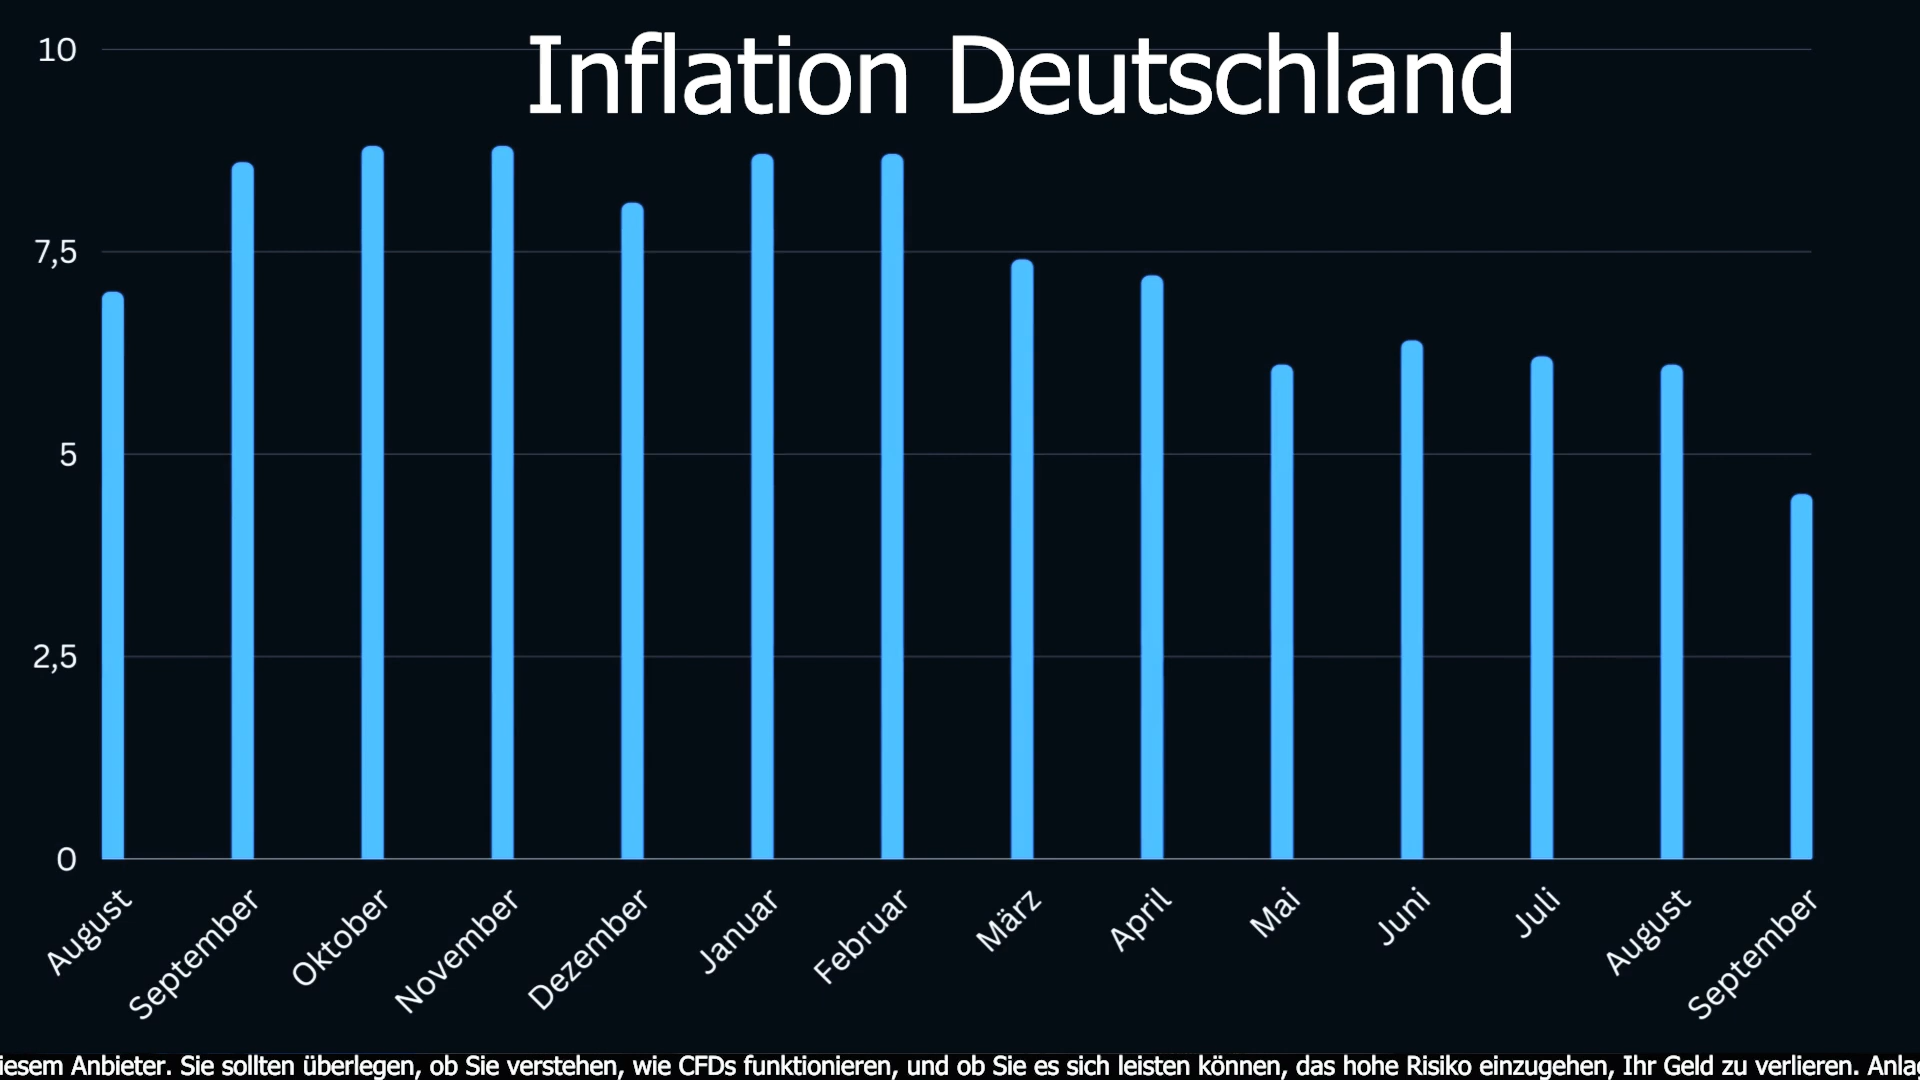 Inflation Deutschland
10
7,5
5
2,5
0
August
September
Oktober
November
Dezember
Januar
Februar
März
April
Mai
Juni
Juli
August
September
iesem Anbieter. Sie sollten überlegen, ob Sie verstehen, wie CFDs funktionieren, und ob Sie es sich leisten können, das hohe Risiko einzugehen, Ihr Geld zu verlieren. Anla